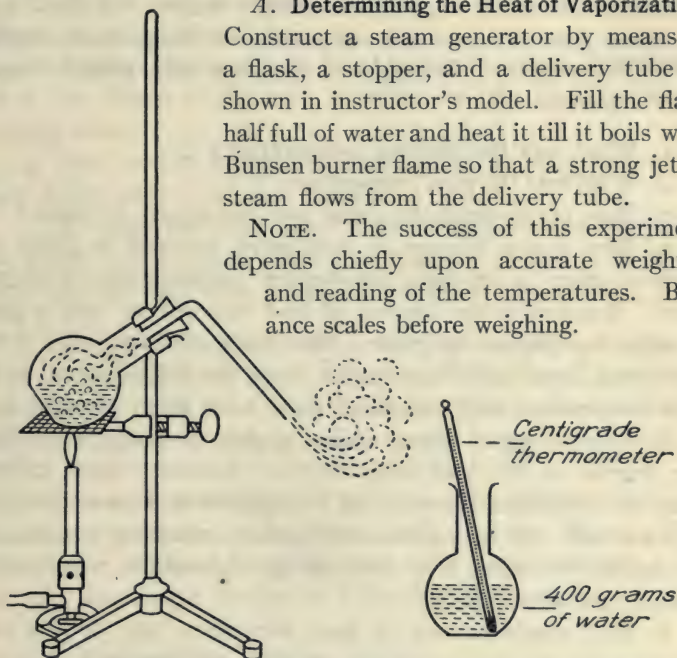 A. Determining the Heat of Vaporizati
Construct a steam generator by means
a flask, a stopper, and a delivery tube
shown in instructor's model. Fill the fla
half full of water and heat it till it boils w
Bunsen burner flame so that a strong jet
steam flows from the delivery tube.
NOTE. The success of this experime
depends chiefly upon accurate weigh
and reading of the temperatures. B
ance scales before weighing.
Centigrade
thermometer
400 grams
of water